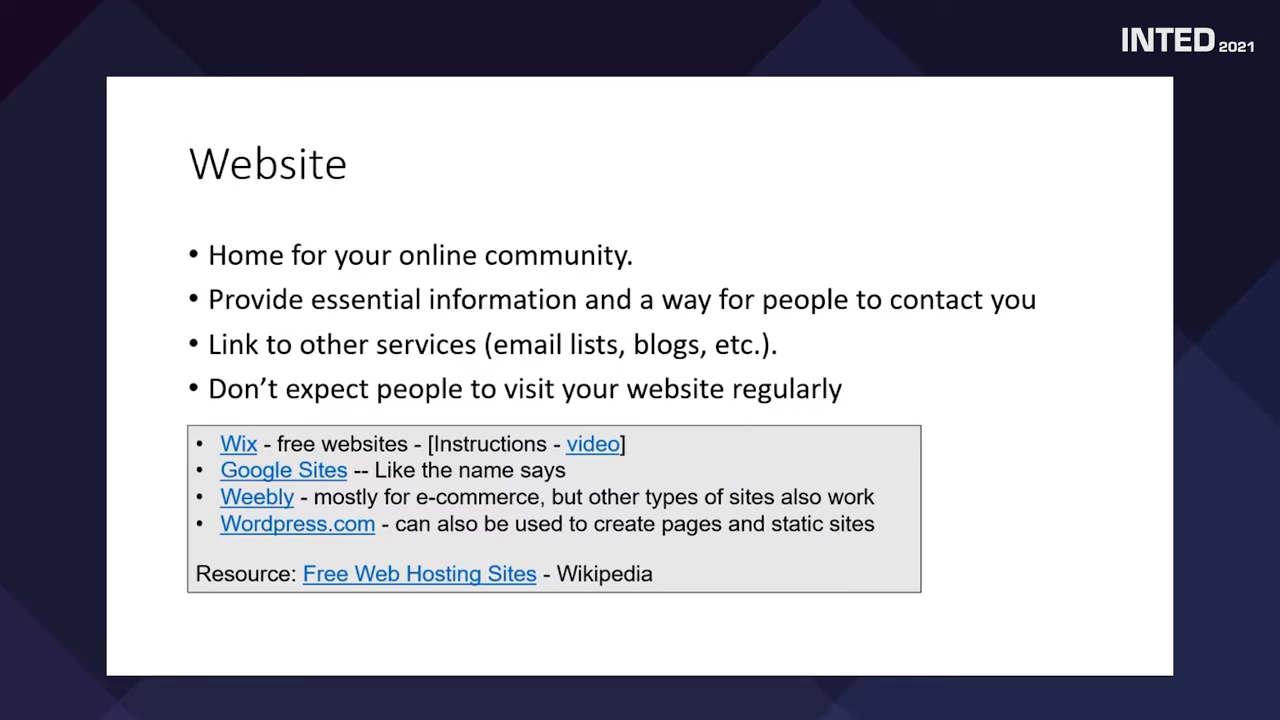 INTED 2021
Website
• Home for your online community.
• Provide essential information and a way for people to contact you
• Link to other services (email lists, blogs, etc.).
• Don’t expect people to visit your website regularly
• Wix - free websites - [Instructions - video]
• Google Sites -- Like the name says
• Weebly - mostly for e-commerce, but other types of sites also work
• Wordpress.com - can also be used to create pages and static sites
Resource: Free Web Hosting Sites - Wikipedia